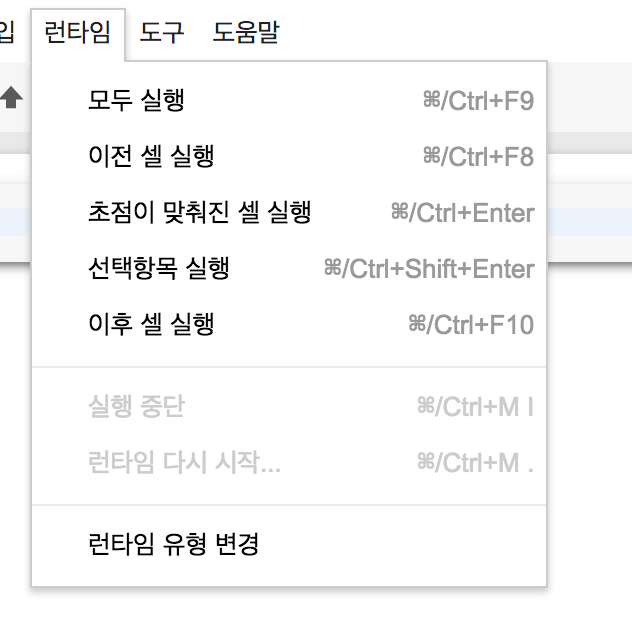 입 런타임 도구 도움말
모두 실행 ⌘/Ctrl+F9
이전 셀 실행 ⌘/Ctrl+F8
초점이 맞춰진 셀 실행 ⌘/Ctrl+Enter
선택항목 실행 ⌘/Ctrl+Shift+Enter
이후 셀 실행 ⌘/Ctrl+F10
실행 중단 ⌘/Ctrl+M I
런타임 다시 시작... ⌘/Ctrl+M .
런타임 유형 변경